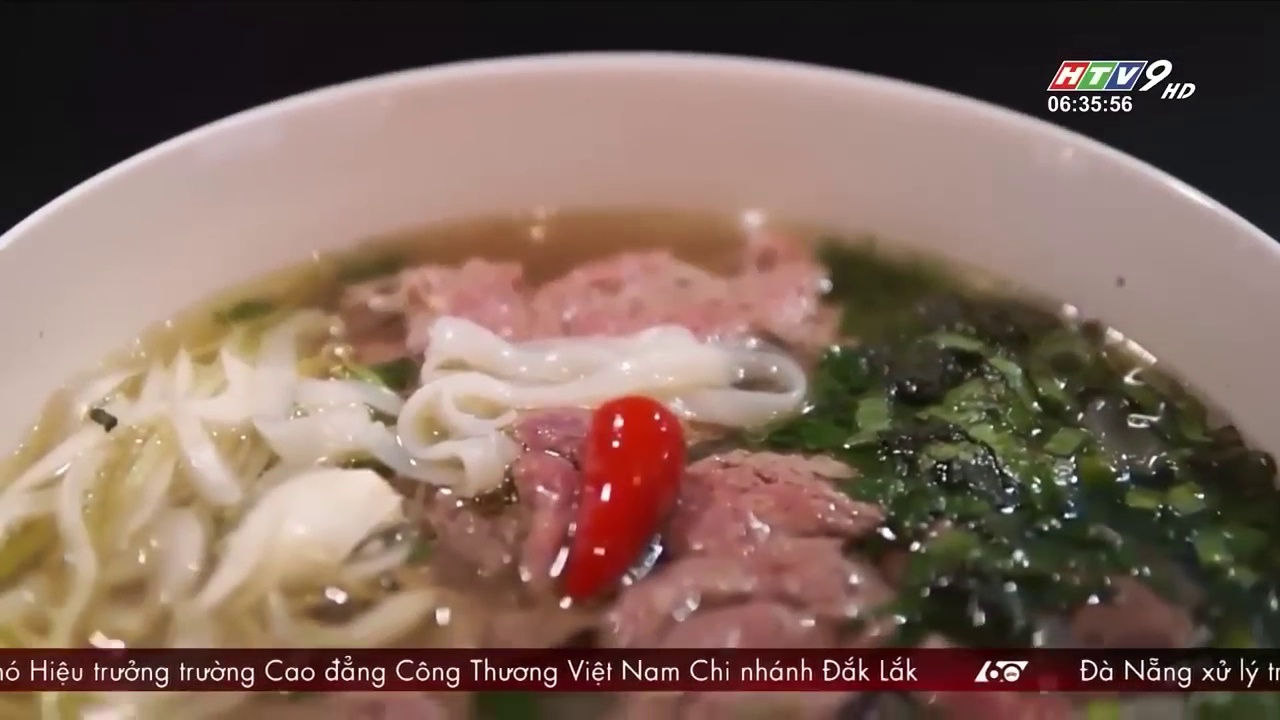 HTV9 HD
06:35:56
Hiệu trưởng trường Cao đẳng Công Thương Việt Nam Chi nhánh Đắk Lắk
Đà Nẵng xử lý